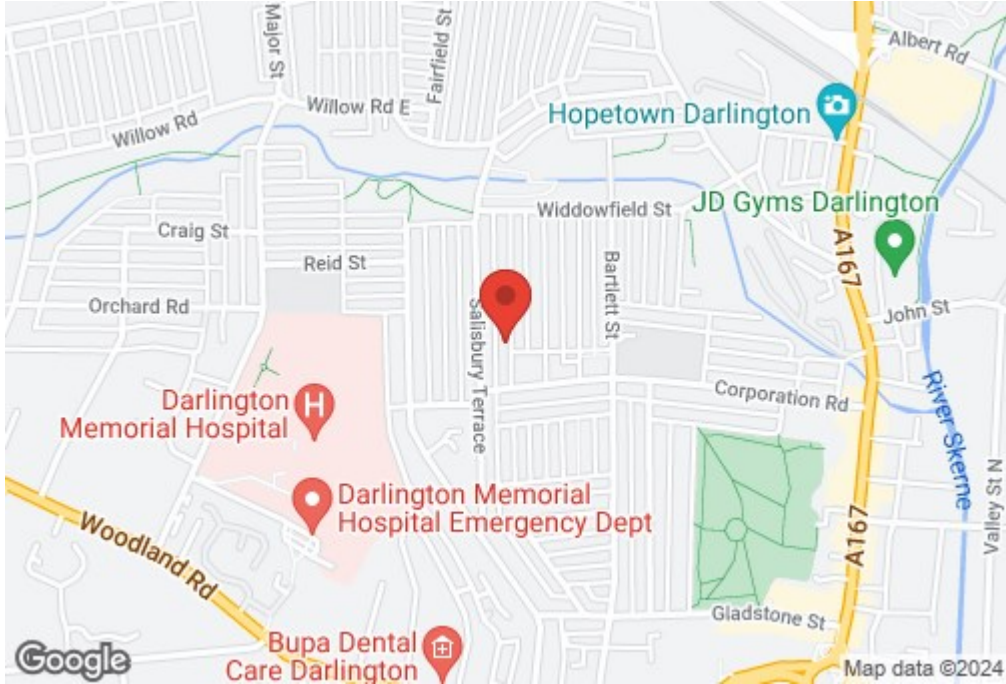 Major St
Fairfield St
Albert Rd
Willow Rd E
Willow Rd
Hopetown Darlington
JD Gyms Darlington
Widdowfield St
Craig St
Reid St
Bartlett St
A167
Orchard Rd
Salisbury Terrace
John St
Darlington
Memorial Hospital
H
Corporation Rd
River Skerne
Valley St N
Darlington Memorial
Hospital Emergency Dept
Woodland Rd
A167
Gladstone St
Bupa Dental
Care Darlington
Google
Map data ©2024